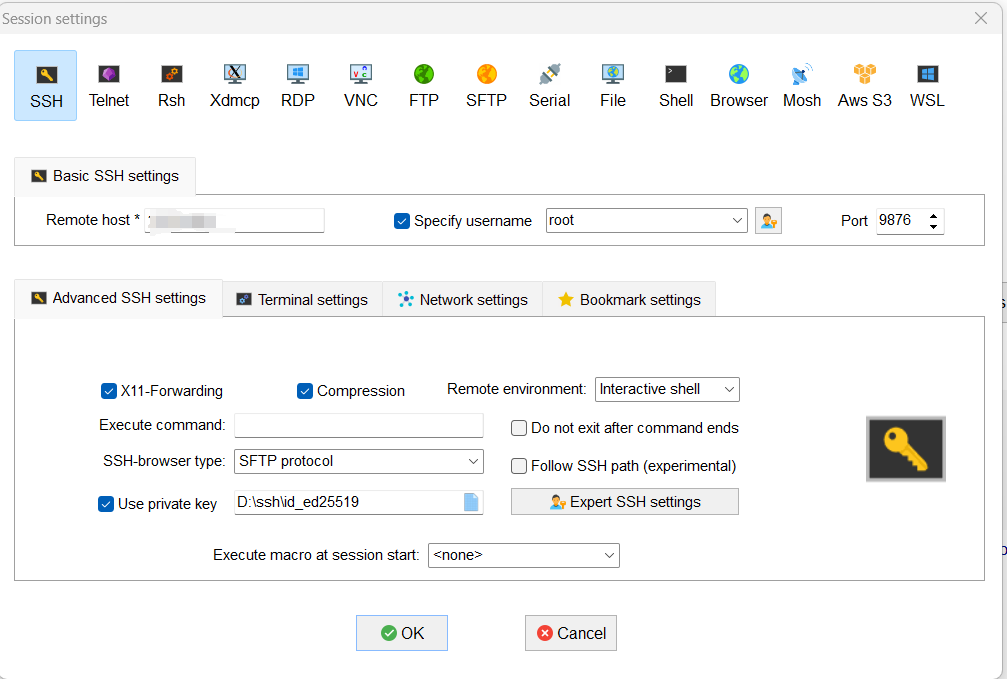 Session settings
SSH Telnet Rsh Xdmcp RDP VNC FTP SFTP Serial File Shell Browser Mosh Aws S3 WSL
Basic SSH settings
Remote host * Specify username root Port 9876
Advanced SSH settings Terminal settings Network settings Bookmark settings
X11-Forwarding Compression Remote environment: Interactive shell
Execute command: Do not exit after command ends
SSH-browser type: SFTP protocol Follow SSH path (experimental)
Use private key D:\ssh\id_ed25519 Expert SSH settings
Execute macro at session start: <none>
OK Cancel